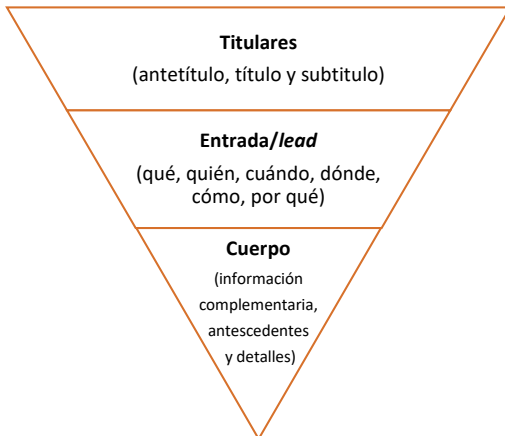 Titulares
(antetítulo, título y subtitulo)
Entrada/lead
(qué, quién, cuándo, dónde,
cómo, por qué)
Cuerpo
(información
complementaria,
antescedentes
y detalles)